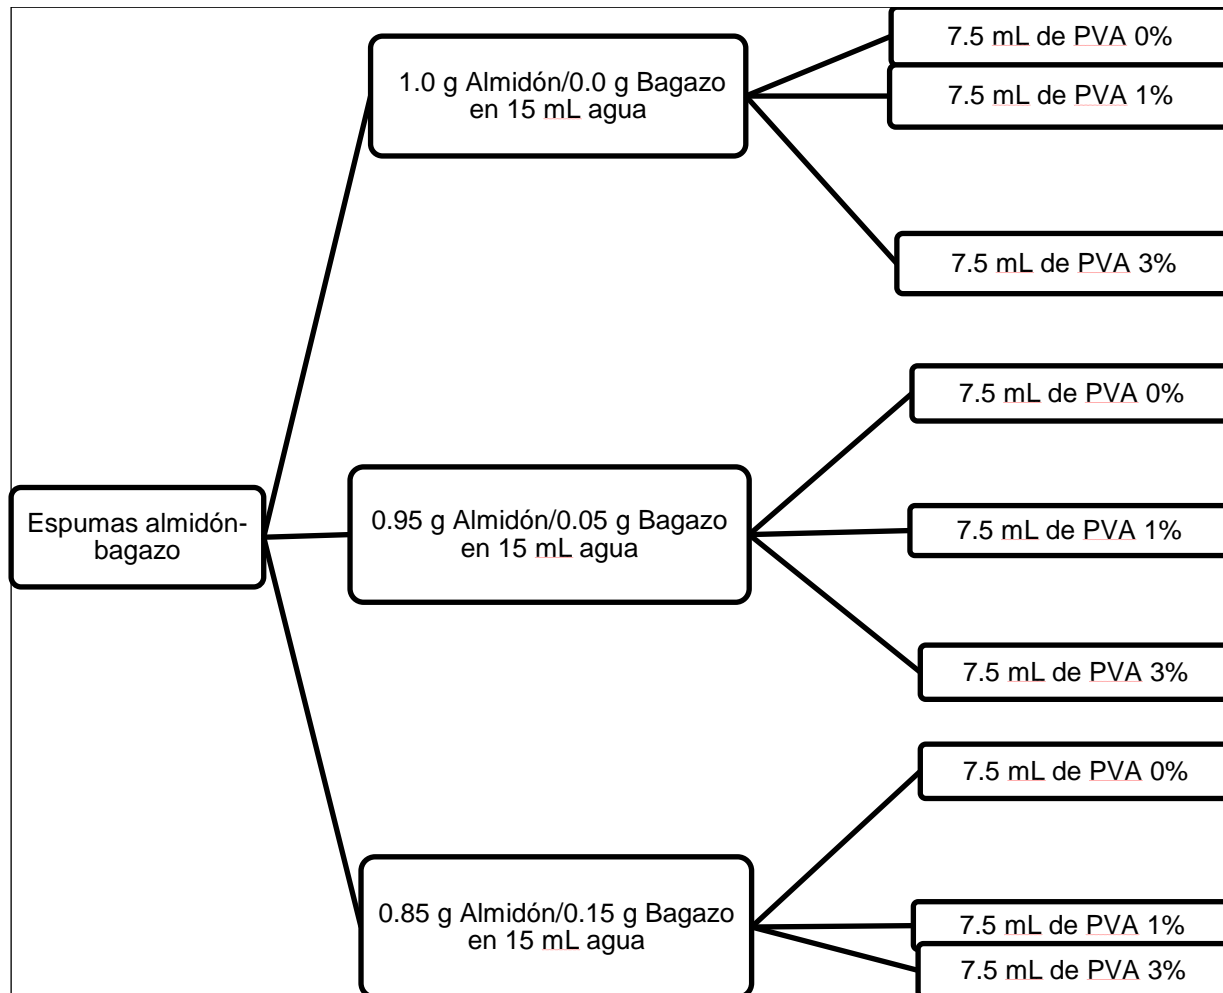 Espumas almidón-
bagazo
1.0 g Almidón/0.0 g Bagazo
en 15 mL agua
7.5 mL de PVA 0%
7.5 mL de PVA 1%
7.5 mL de PVA 3%
0.95 g Almidón/0.05 g Bagazo
en 15 mL agua
7.5 mL de PVA 0%
7.5 mL de PVA 1%
7.5 mL de PVA 3%
0.85 g Almidón/0.15 g Bagazo
en 15 mL agua
7.5 mL de PVA 0%
7.5 mL de PVA 1%
7.5 mL de PVA 3%